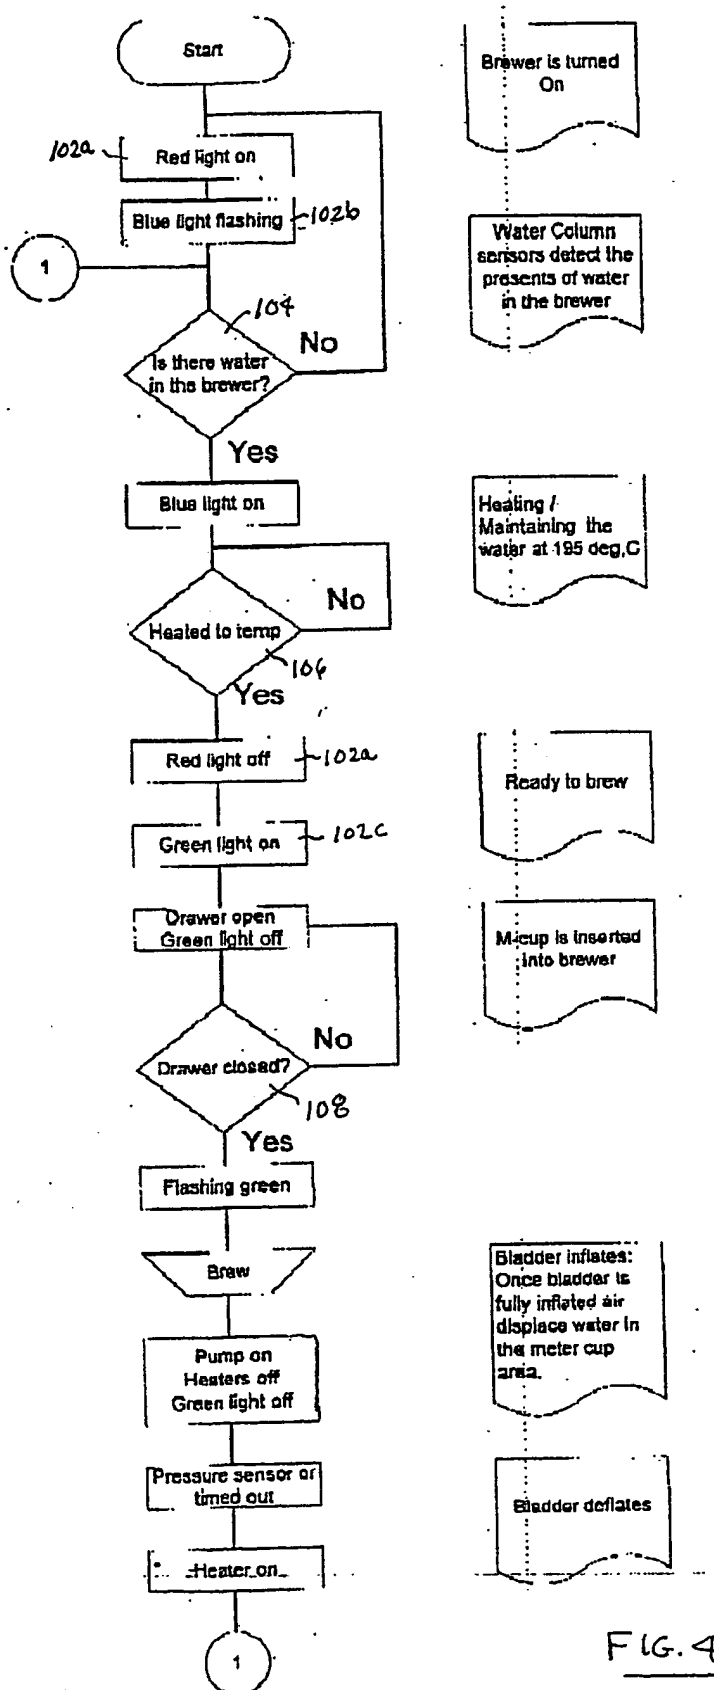 Start
Brewer is turned
On
102a
Red light on
Blue light flashing
102b
1
Water Column
sensors detect the
presents of water
in the brewer
104
Is there water
in the brewer?
No
Yes
Blue light on
Heating /
Maintaining the
water at 195 deg,C
Heated to temp
No
106
Yes
Red light off
102a
Ready to brew
Green light on
102c
Drawer open
Green light off
M-cup is inserted
into brewer
Drawer closed?
No
108
Yes
Flashing green
Brew
Bladder inflates:
Once bladder is
fully inflated air
displace water in
the meter cup
area.
Pump on
Heaters off
Green light off
Pressure sensor or
timed out
Bladder deflates
Heater on
1
FIG. 4